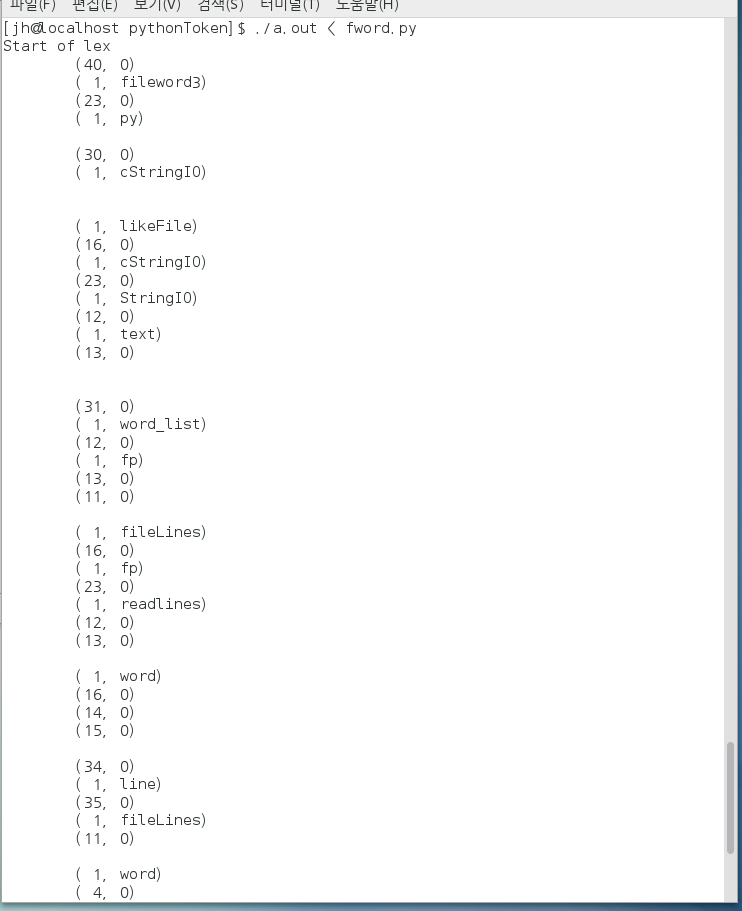 파일(F) 편집(E) 보기(V) 검색(S) 터미널(T) 도움말(H)
[jh@localhost pythonToken]$ ./a.out < fword.py
Start of lex
(40, 0)
( 1, fileword3)
(23, 0)
( 1, py)
(30, 0)
( 1, cStringIO)
( 1, likeFile)
(16, 0)
( 1, cStringIO)
(23, 0)
( 1, StringIO)
(12, 0)
( 1, text)
(13, 0)
(31, 0)
( 1, word_list)
(12, 0)
( 1, fp)
(13, 0)
(11, 0)
( 1, fileLines)
(16, 0)
( 1, fp)
(23, 0)
( 1, readlines)
(12, 0)
(13, 0)
( 1, word)
(16, 0)
(14, 0)
(15, 0)
(34, 0)
( 1, line)
(35, 0)
( 1, fileLines)
(11, 0)
( 1, word)
( 4, 0)